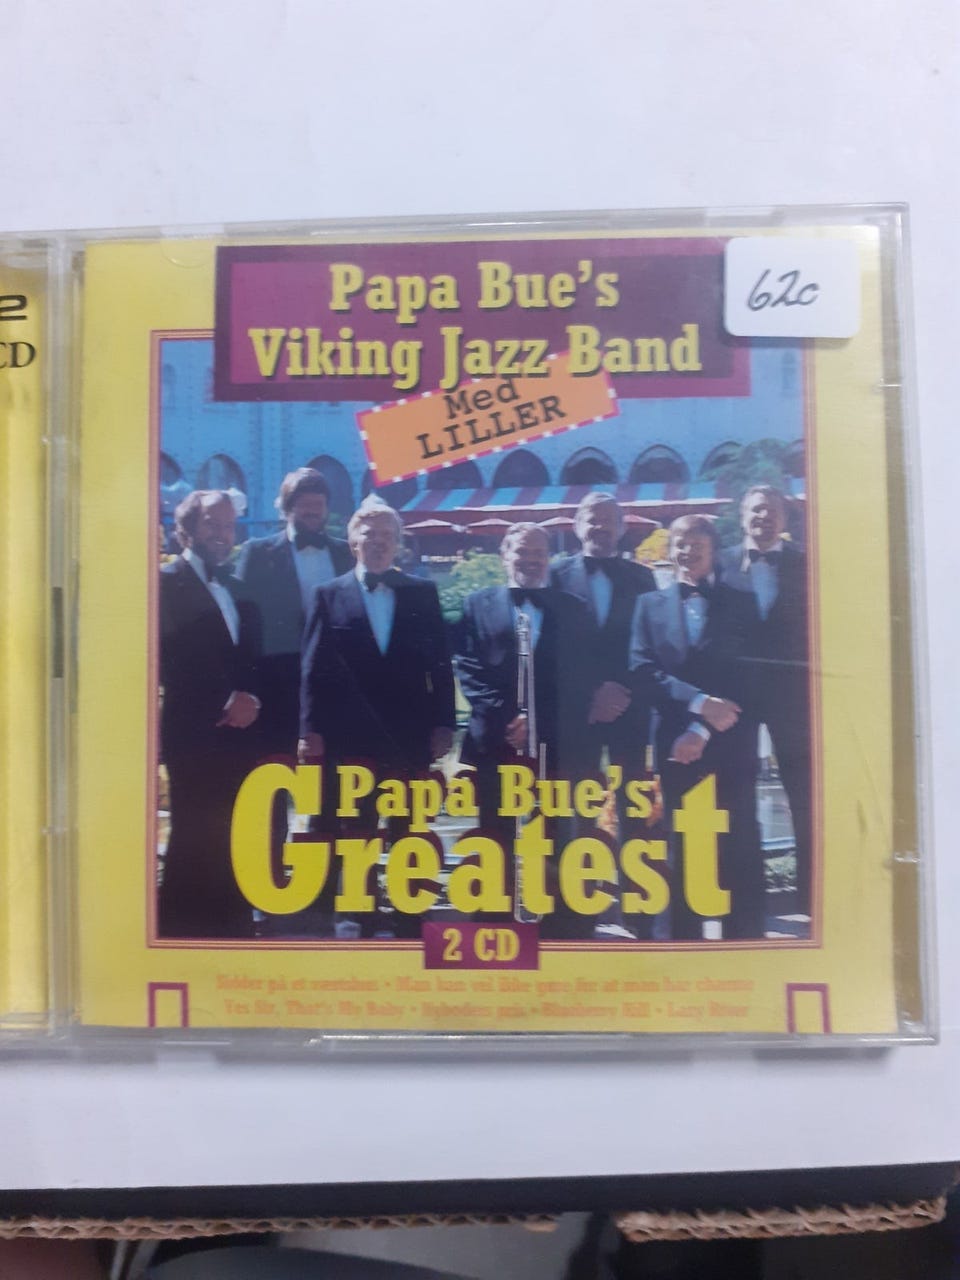 2
CD
Papa Bue's
Viking Jazz Band
62c
Med
LILLER
Papa Bue's
Greatest
2 CD
Sidder på et værtshus • Man kan vel ikke gøre for at man har charme
Yes Sir, That's My Baby • Nyboders pris • Blueberry Hill • Lazy River